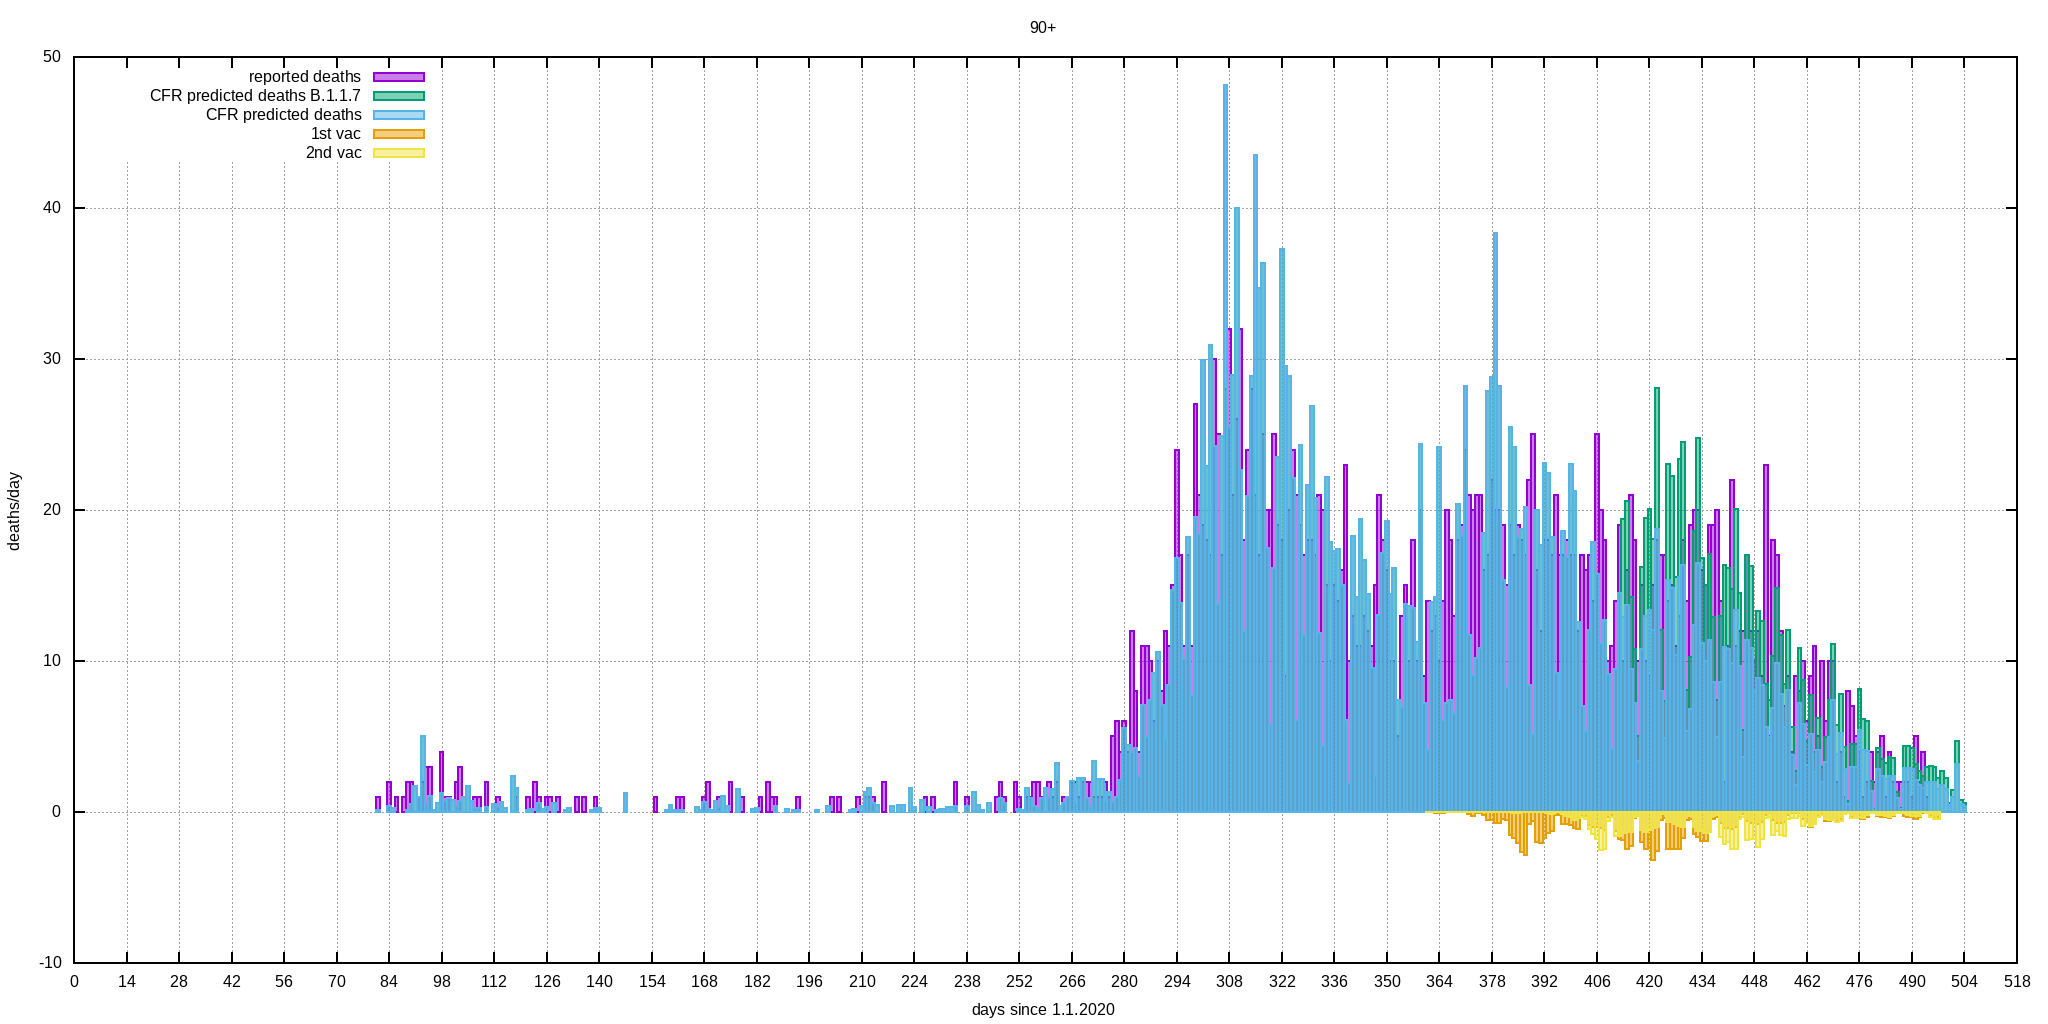 90+
50
40
30
20
10
0
-10
deaths/day
reported deaths
CFR predicted deaths B.1.1.7
CFR predicted deaths
1st vac
2nd vac
0 14 28 42 56 70 84 98 112 126 140 154 168 182 196 210 224 238 252 266 280 294 308 322 336 350 364 378 392 406 420 434 448 462 476 490 504 518
days since 1.1.2020